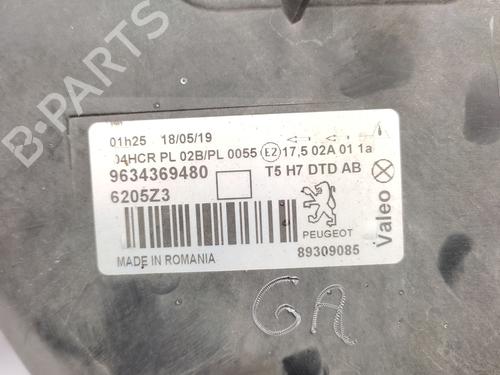 B-PARTS
01h25 18/05/19
04HCR PL 02B/PL 0055 E2 17,5 02A 01 1a
9634369480 T5 H7 DTD AB
6205Z3
PEUGEOT
Valeo
MADE IN ROMANIA 89309085
GA